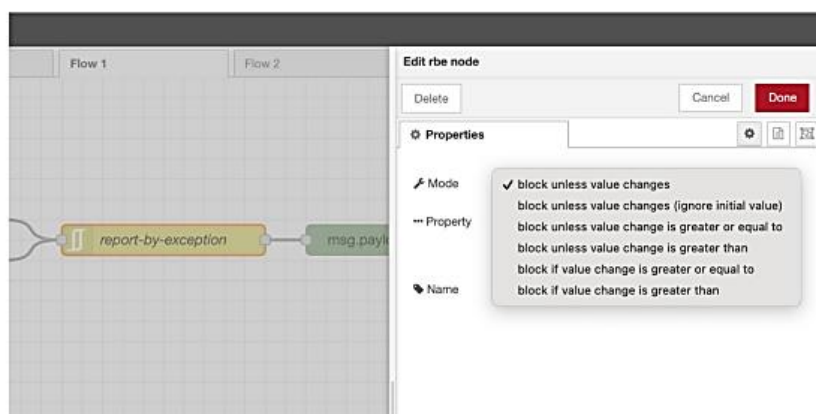 Flow 1
Flow 2
report-by-exception
msg.paylo
Edit rbe node
Delete
Cancel
Done
Properties
Mode
block unless value changes
block unless value changes (ignore initial value)
Property
block unless value change is greater or equal to
block unless value change is greater than
block if value change is greater or equal to
Name
block if value change is greater than